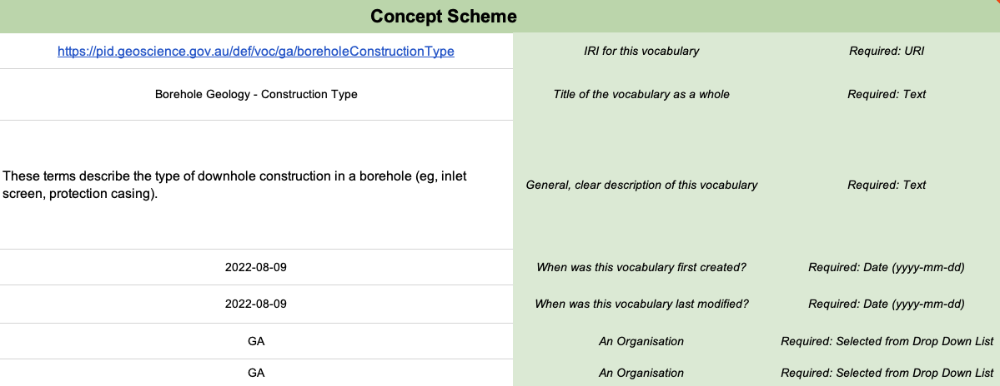 Concept Scheme
https://pid.geoscience.gov.au/def/voc/ga/boreholeConstructionType IRI for this vocabulary Required: URI
Borehole Geology - Construction Type Title of the vocabulary as a whole Required: Text
These terms describe the type of downhole construction in a borehole (eg, inlet
screen, protection casing).
General, clear description of this vocabulary Required: Text
2022-08-09 When was this vocabulary first created? Required: Date (yyyy-mm-dd)
2022-08-09 When was this vocabulary last modified? Required: Date (yyyy-mm-dd)
GA An Organisation Required: Selected from Drop Down List
GA An Organisation Required: Selected from Drop Down List